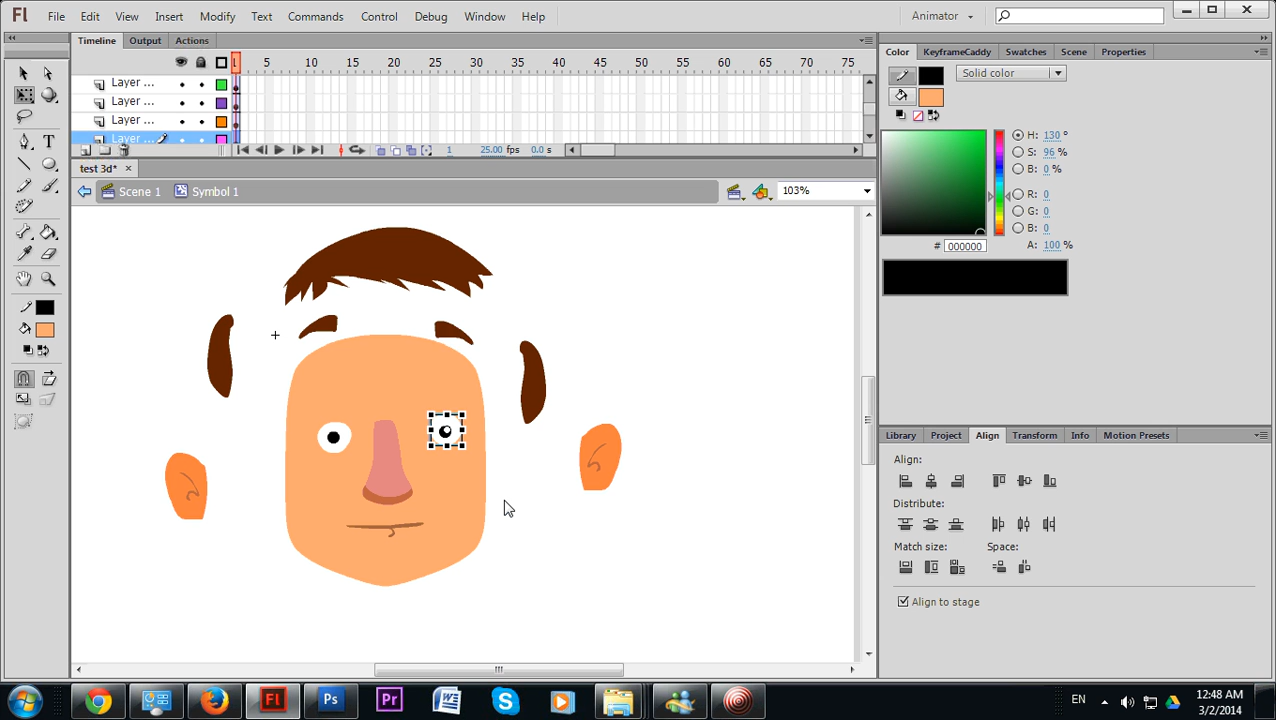 Fl File Edit View Insert Modify Text Commands Control Debug Window Help Animator
Timeline Output Actions
Color KeyframeCaddy Swatches Scene Properties
5 10 15 20 25 30 35 40 45 50 55 60 65 70 75
Solid color
Layer ...
Layer ...
Layer ...
Layer ...
1 25.00 fps 0.0 s
H: 130 °
S: 96 %
B: 0 %
test 3d*
Scene 1 Symbol 1 103%
R: 0
G: 0
B: 0
# 000000 A: 100 %
Library Project Align Transform Info Motion Presets
Align:
Distribute:
Match size: Space:
Align to stage
Fl Ps Pr W S EN 12:48 AM
3/2/2014